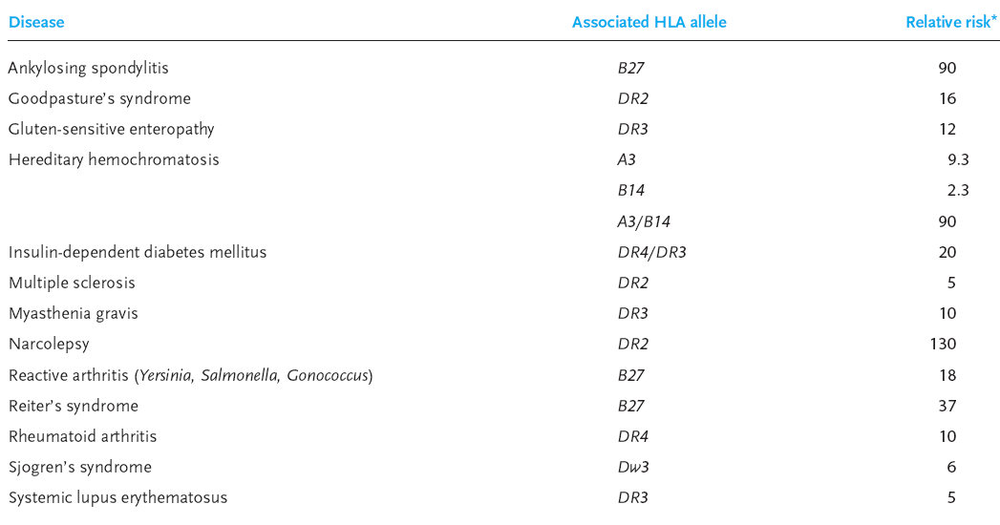 Disease Associated HLA allele Relative risk*
Ankylosing spondylitis B27 90
Goodpasture's syndrome DR2 16
Gluten-sensitive enteropathy DR3 12
Hereditary hemochromatosis A3 9.3
B14 2.3
A3/B14 90
Insulin-dependent diabetes mellitus DR4/DR3 20
Multiple sclerosis DR2 5
Myasthenia gravis DR3 10
Narcolepsy DR2 130
Reactive arthritis (Yersinia, Salmonella, Gonococcus) B27 18
Reiter's syndrome B27 37
Rheumatoid arthritis DR4 10
Sjogren's syndrome Dw3 6
Systemic lupus erythematosus DR3 5